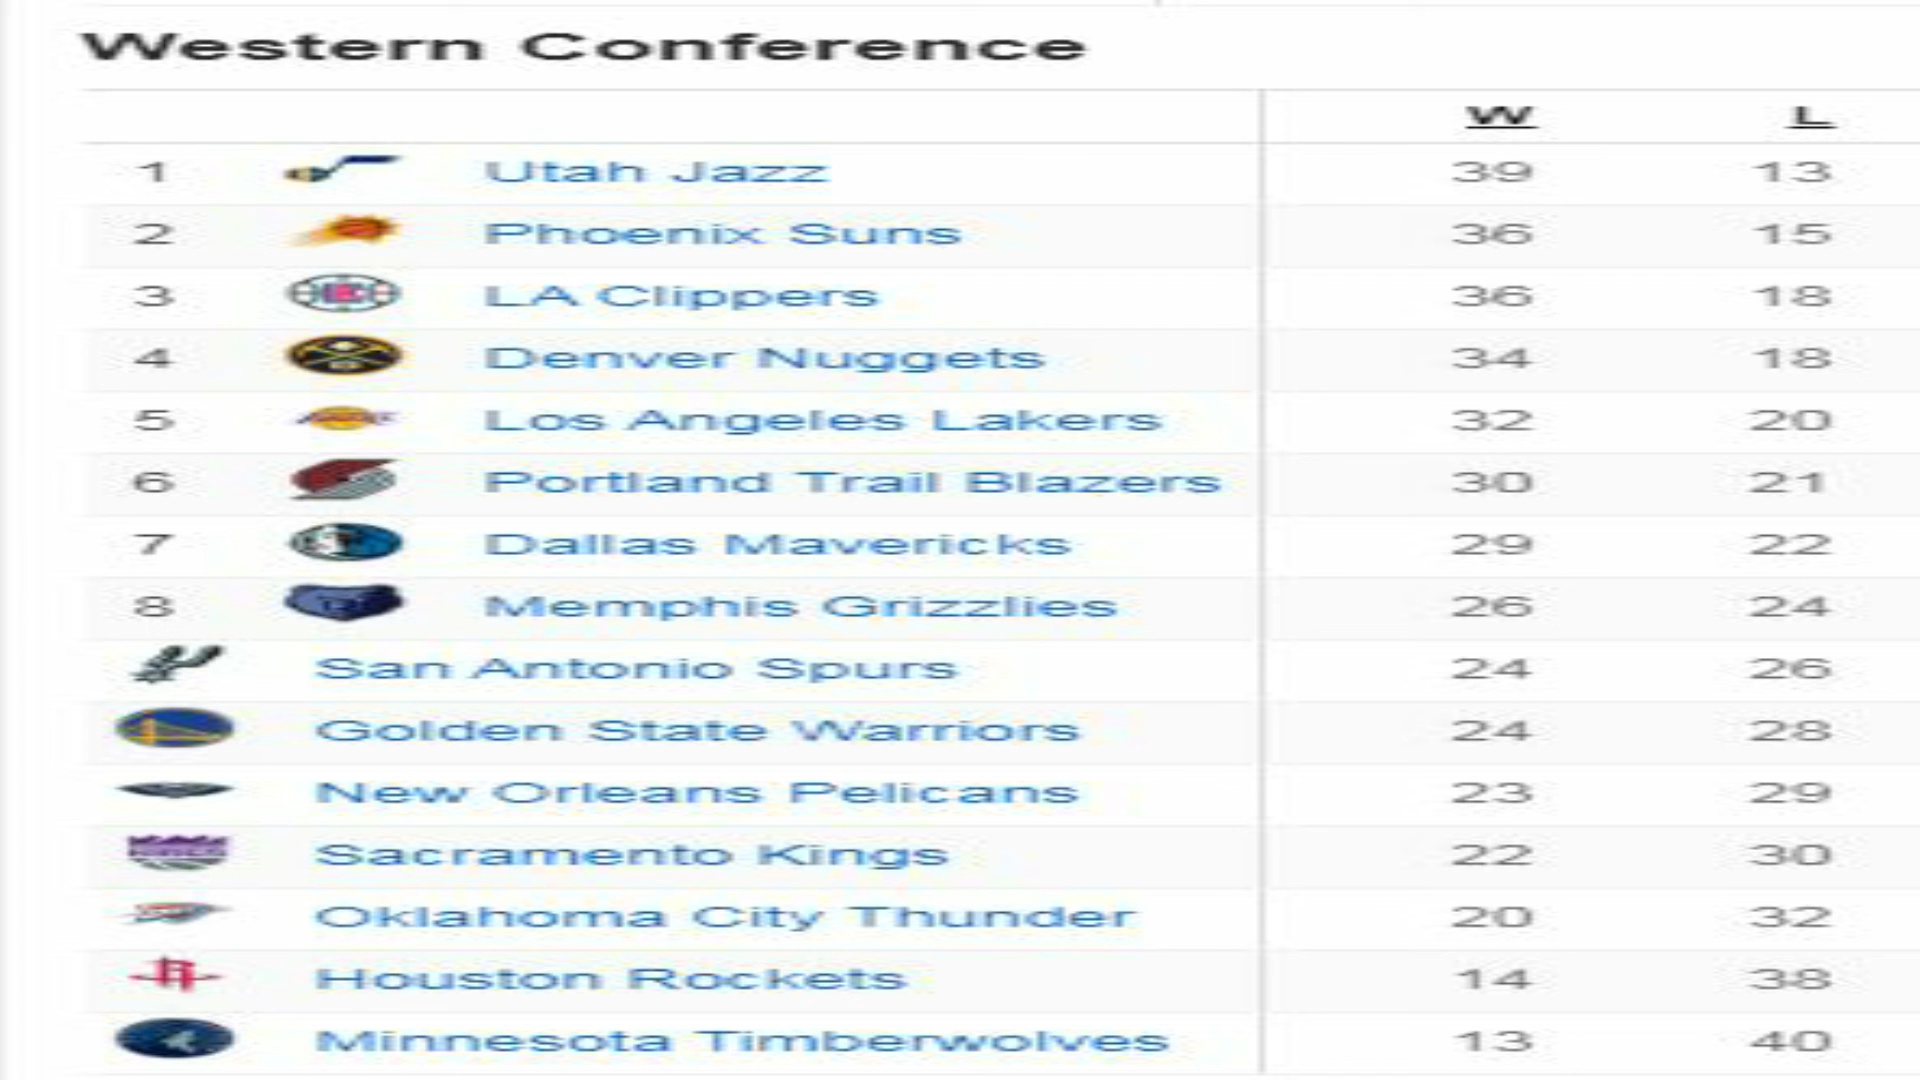 Western Conference
W L
1 Utah Jazz 39 13
2 Phoenix Suns 36 15
3 LA Clippers 36 18
4 Denver Nuggets 34 18
5 Los Angeles Lakers 32 20
6 Portland Trail Blazers 30 21
7 Dallas Mavericks 29 22
8 Memphis Grizzlies 26 24
San Antonio Spurs 24 26
Golden State Warriors 24 28
New Orleans Pelicans 23 29
Sacramento Kings 22 30
Oklahoma City Thunder 20 32
Houston Rockets 14 38
Minnesota Timberwolves 13 40